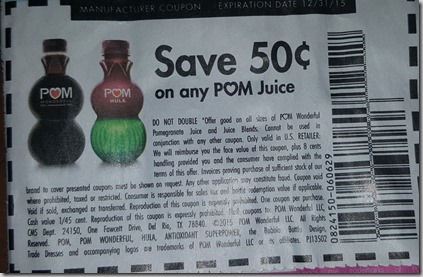 MANUFACTURER COUPON EXPIRATION DATE 12/31/15
Save 50¢
on any POM Juice
POM
WONDERFUL
POM
HULK
DO NOT DOUBLE *Offer good on all sizes of POM Wonderful
Pomegranate Juice and Juice Blends. Cannot be used in
conjunction with any other coupon. Only valid in U.S. RETAILER:
We will reimburse you the face value of this coupon, plus 8 cents
handling provided you and the consumer have complied with the
terms of this offer. Invoices proving purchase of sufficient stock of our
brand to cover presented coupons must be shown on request. Any other application may constitute fraud. Coupon void
where prohibited, taxed or restricted. Consumer is responsible for sales tax and bottle redemption value if applicable.
Void if sold, exchanged or transferred. Reproduction of this coupon is expressly prohibited. One coupon per purchase.
Cash value 1/45 cent. Reproduction of this coupon is expressly prohibited. Mail coupons to: POM Wonderful LLC,
CMS Dept. 24150, One Fawcett Drive, Del Rio, TX 78840. ©2015 POM Wonderful LLC. All Rights
Reserved. POM, POM WONDERFUL, HULK, ANTIOXIDANT SUPERPOWER, the Bubble Bottle Design,
Trade Dresses and accompanying logos are trademarks of POM Wonderful LLC or its affiliates. PJ13502
0824150-060629